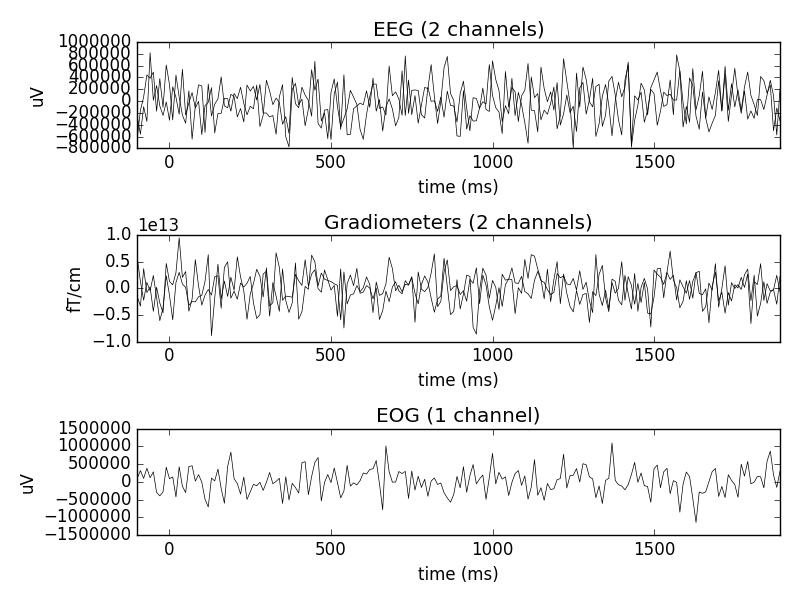 EEG (2 channels)
1000000
800000
600000
400000
200000
0
−200000
−400000
−600000
−800000
uV
0 500 1000 1500
time (ms)
Gradiometers (2 channels)
1e13
1.0
0.5
0.0
−0.5
−1.0
fT/cm
0 500 1000 1500
time (ms)
EOG (1 channel)
1500000
1000000
500000
0
−500000
−1000000
−1500000
uV
0 500 1000 1500
time (ms)